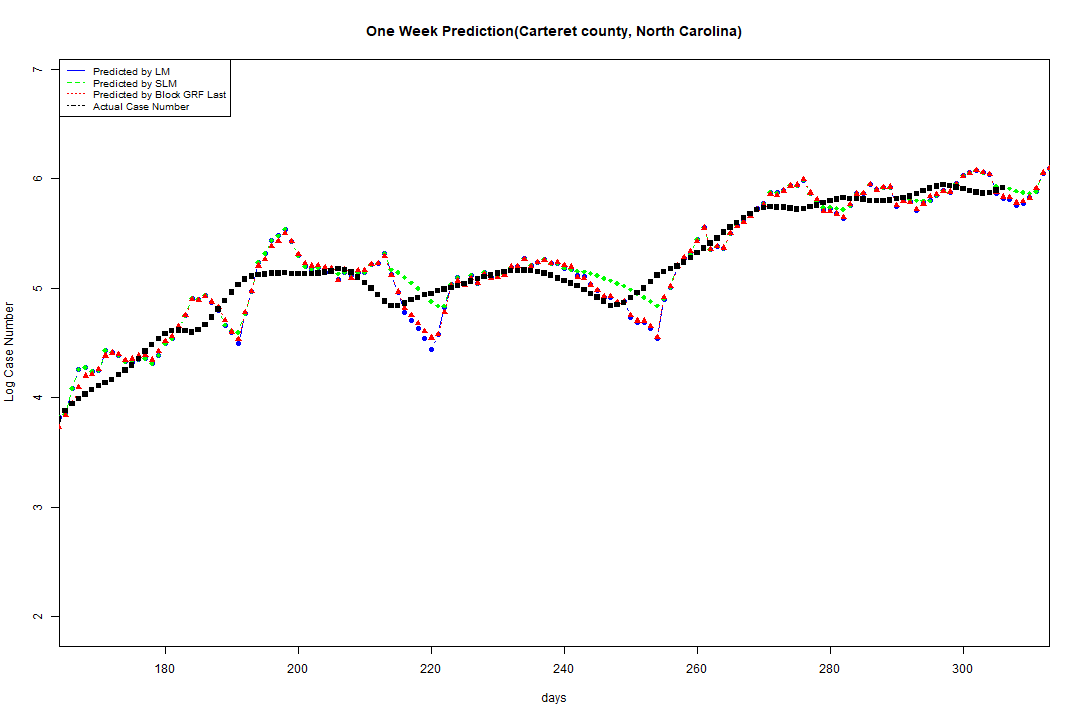 One Week Prediction(Carteret county, North Carolina)
Predicted by LM
Predicted by SLM
Predicted by Block GRF Last
Actual Case Number
7
6
5
4
3
2
Log Case Number
180 200 220 240 260 280 300
days